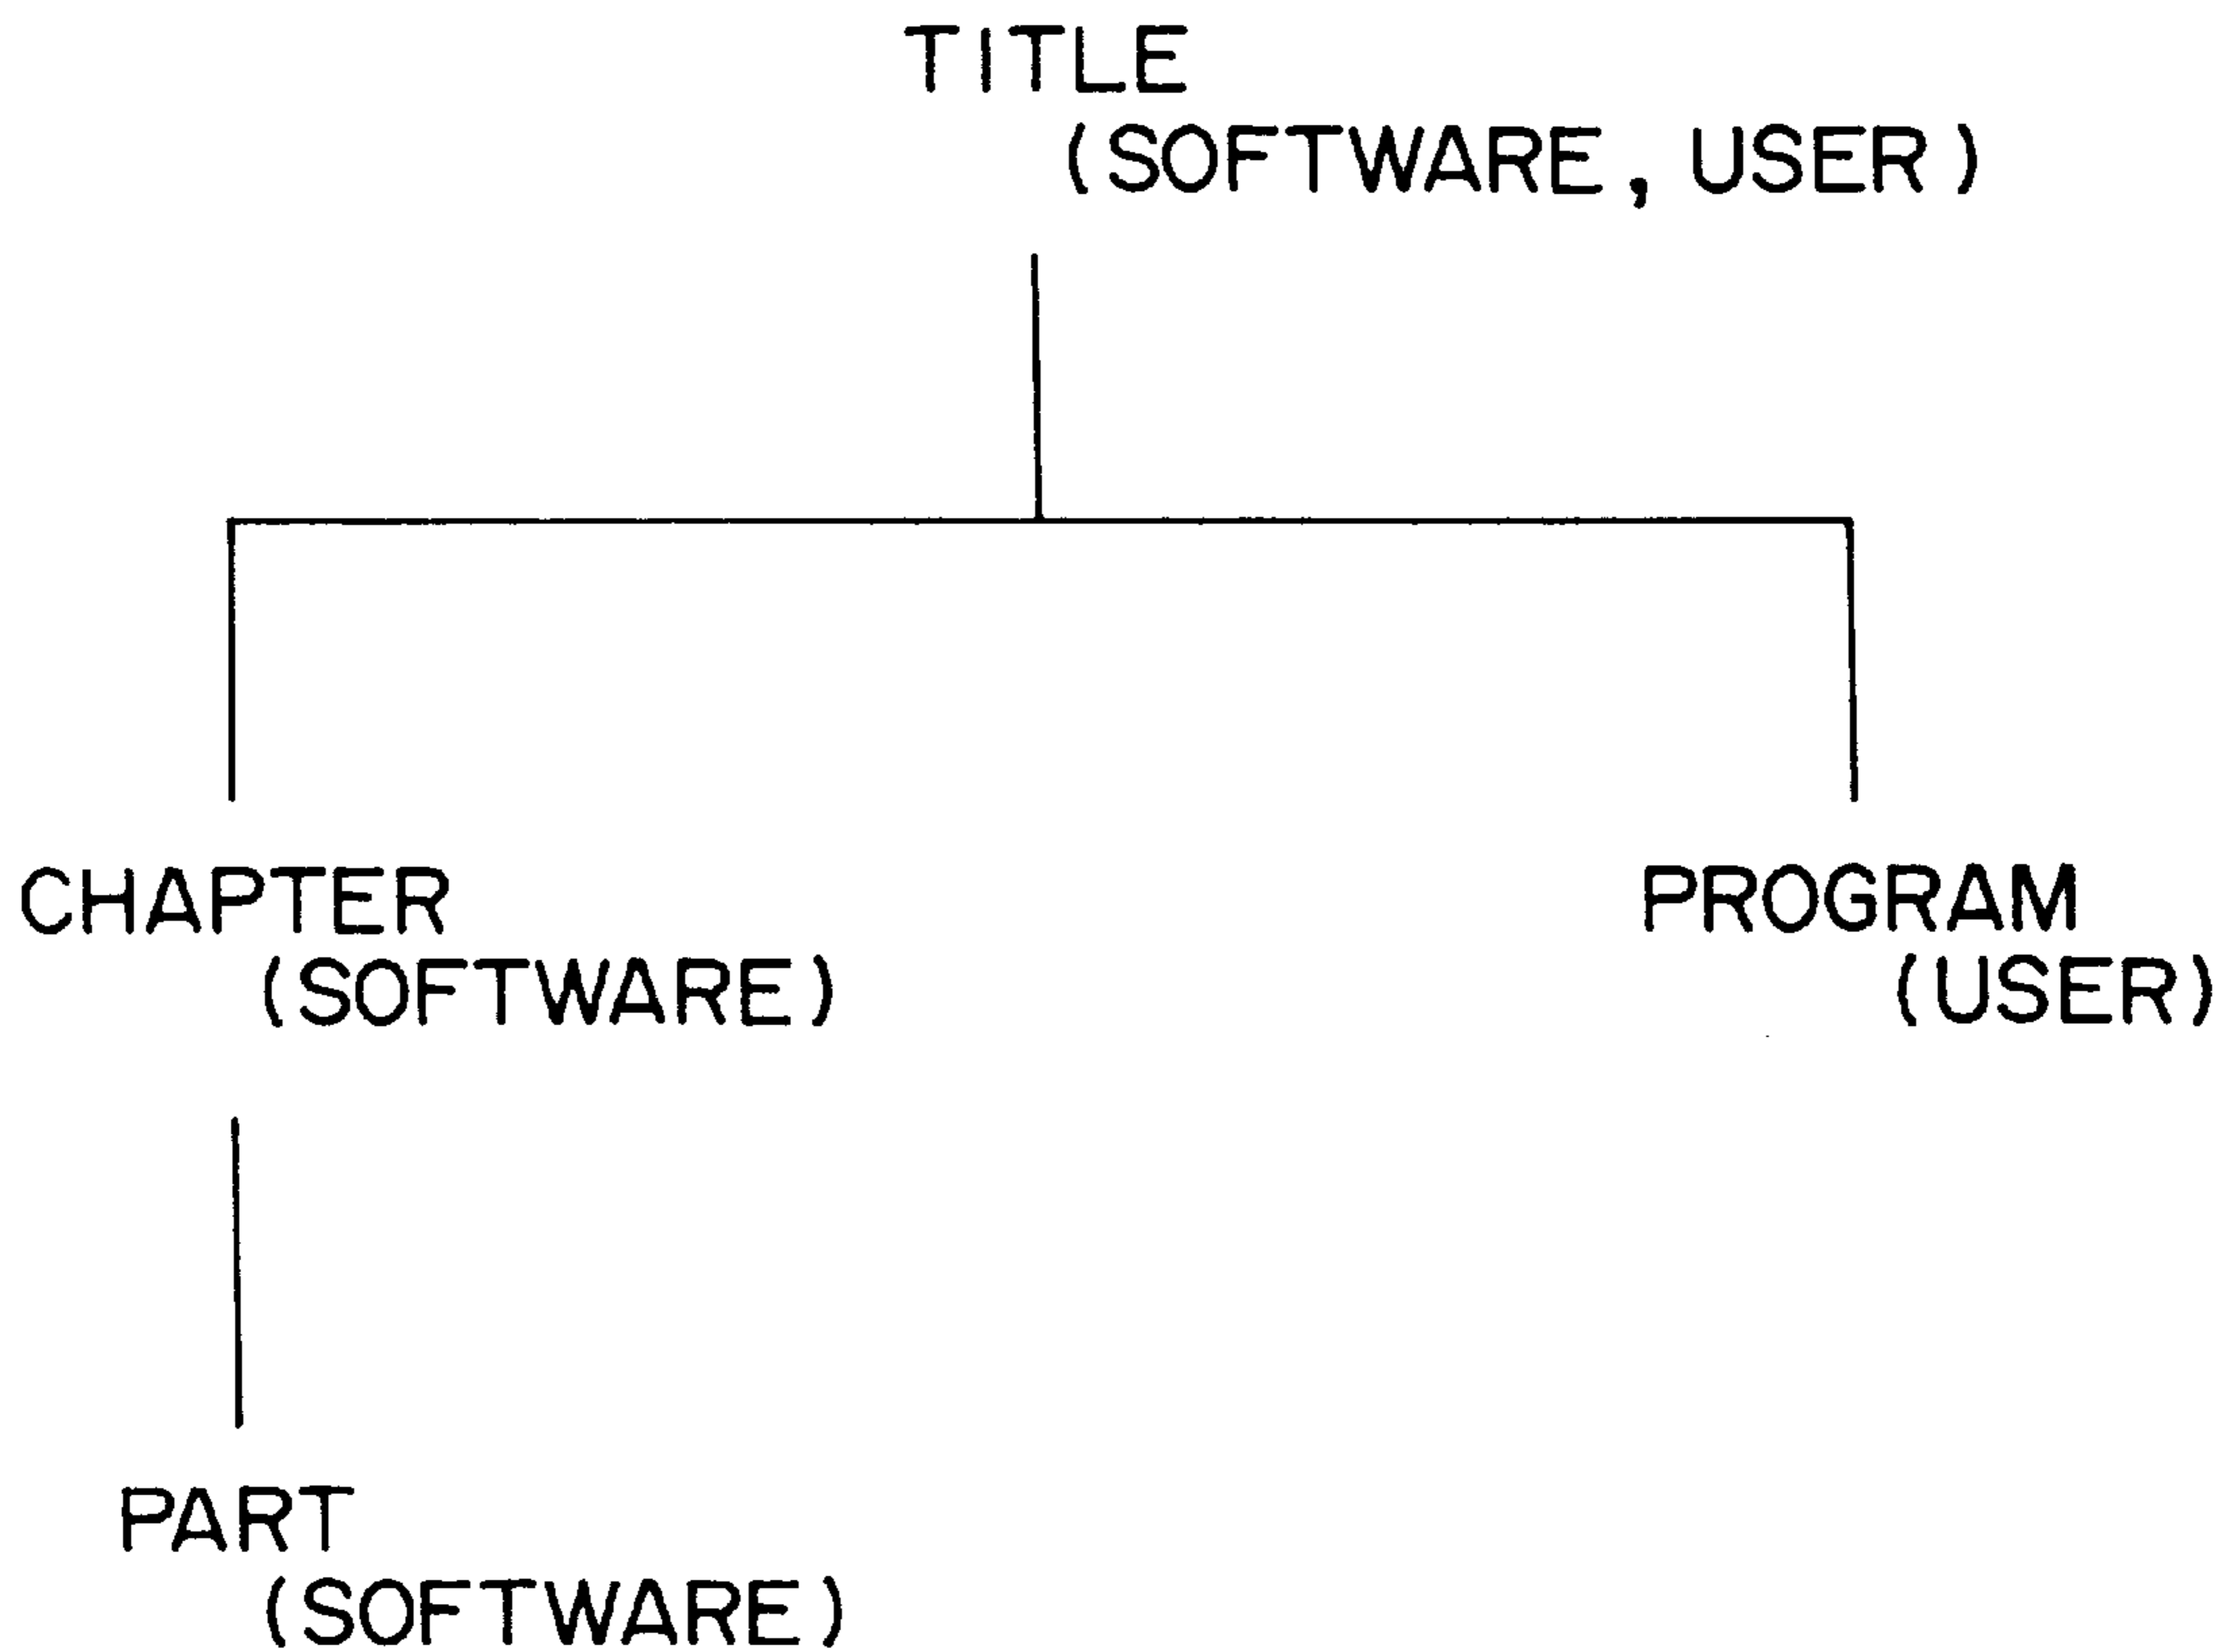 TITLE
(SOFTWARE, USER)
CHAPTER
(SOFTWARE)
PROGRAM
(USER)
PART
(SOFTWARE)